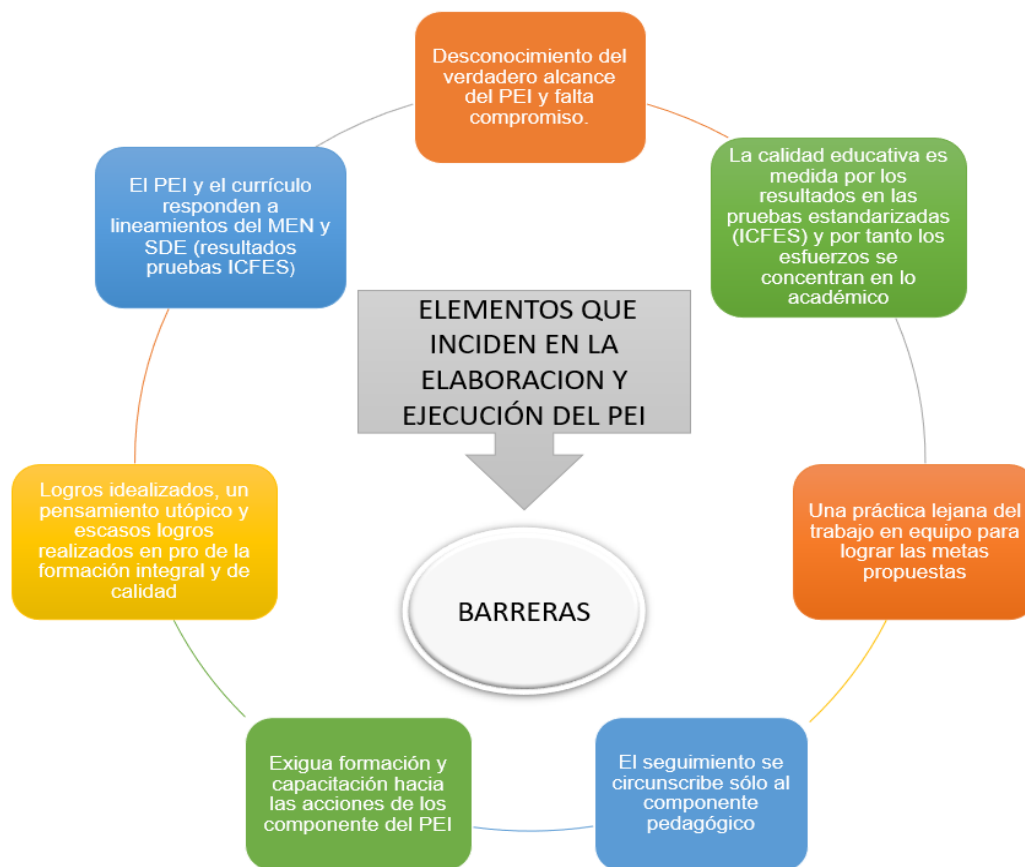 Desconocimiento del
verdadero alcance
del PEI y falta
compromiso.
La calidad educativa es
medida por los
resultados en las
pruebas estandarizadas
(ICFES) y por tanto los
esfuerzos se
concentran en lo
académico
Una práctica lejana del
trabajo en equipo para
lograr las metas
propuestas
El seguimiento se
circunscribe sólo al
componente
pedagógico
Exigua formación y
capacitación hacia
las acciones de los
componente del PEI
Logros idealizados, un
pensamiento utópico y
escasos logros
realizados en pro de la
formación integral y de
calidad
El PEI y el currículo
responden a
lineamientos del MEN y
SDE (resultados
pruebas ICFES)
ELEMENTOS QUE
INCIDEN EN LA
ELABORACION Y
EJECUCIÓN DEL PEI
BARRERAS